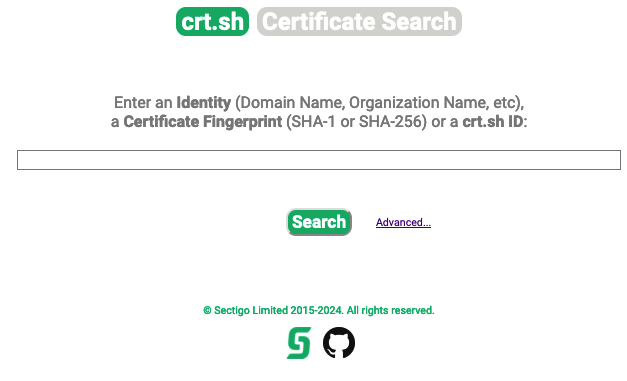 crt.sh Certificate Search
Enter an Identity (Domain Name, Organization Name, etc),
a Certificate Fingerprint (SHA-1 or SHA-256) or a crt.sh ID:
Search Advanced...
© Sectigo Limited 2015-2024. All rights reserved.